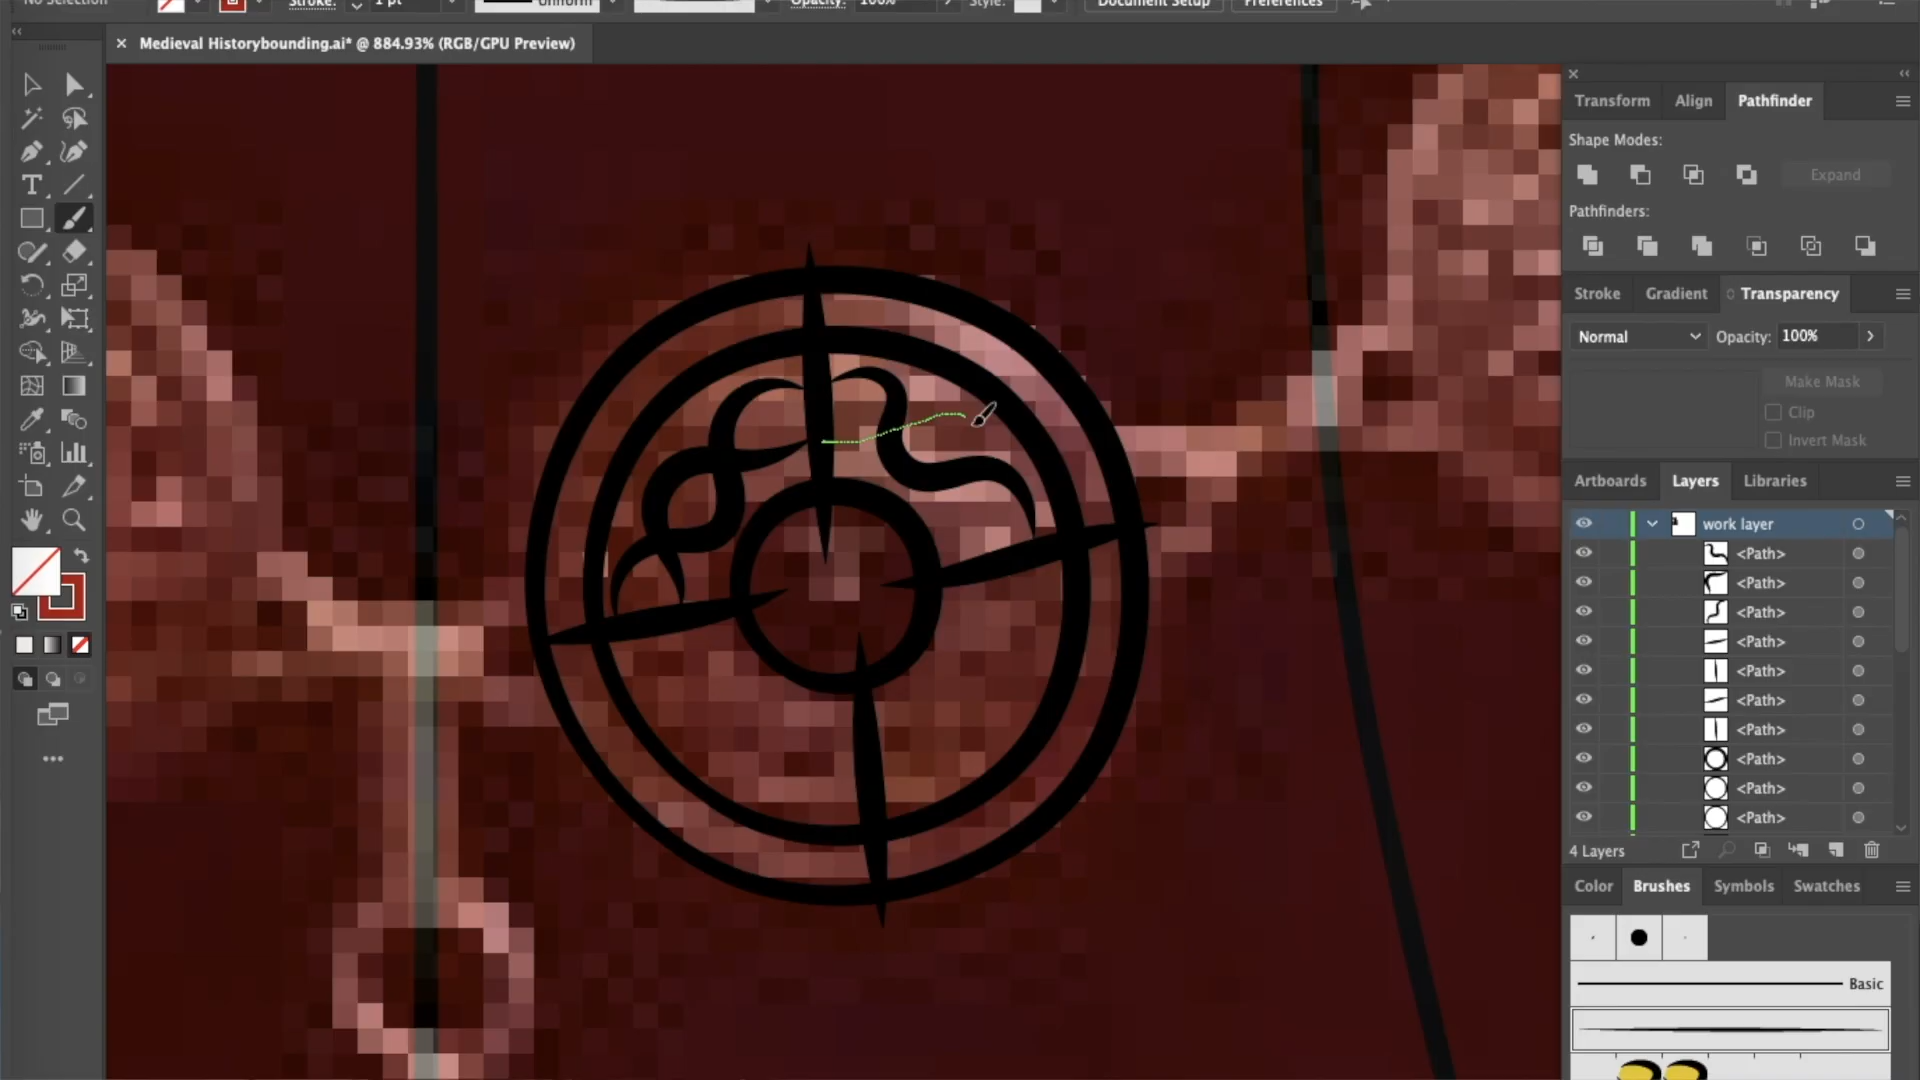 No Selection Stroke: 1 pt Uniform Opacity: 100% Style: Document Setup Preferences
Medieval Historybounding.ai* @ 884.93% (RGB/GPU Preview)
Transform Align Pathfinder
Shape Modes:
Expand
Pathfinders:
Stroke Gradient Transparency
Normal Opacity: 100%
Make Mask
Clip
Invert Mask
Artboards Layers Libraries
work layer
<Path>
<Path>
<Path>
<Path>
<Path>
<Path>
<Path>
<Path>
<Path>
<Path>
4 Layers
Color Brushes Symbols Swatches
Basic